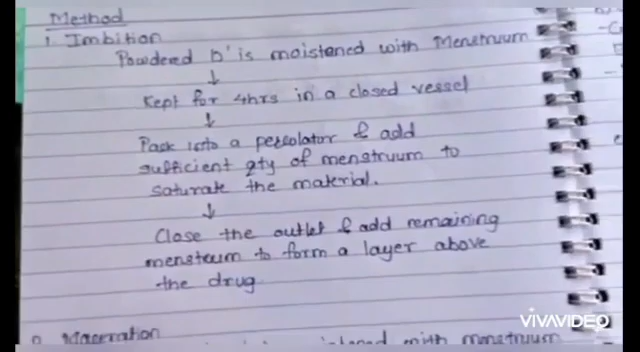 Method
1. Imbition
Powdered D' is moistened with Menstruum
↓
Kept for 4hrs in a closed vessel
↓
Pack into a percolator & add
sufficient qty of menstruum to
saturate the material.
↓
Close the outlet & add remaining
menstruum to form a layer above
the drug
Maceration
with menstruum
VIVAVIDEO